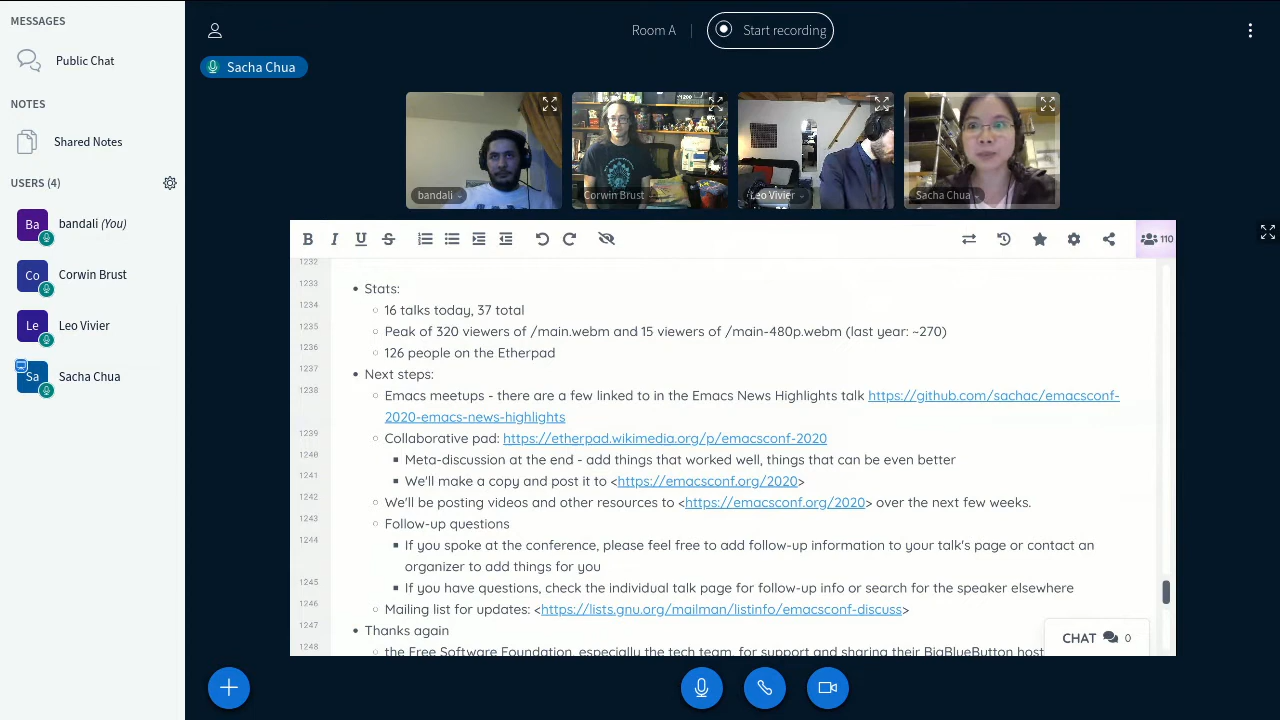 MESSAGES
Public Chat
NOTES
Shared Notes
USERS (4)
Ba
bandali (You)
Co
Corwin Brust
Le
Leo Vivier
Sa
Sacha Chua
Room A
Start recording
Sacha Chua
bandali
Corwin Brust
Leo Vivier
Sacha Chua
B I U S
110
1232
1233 Stats:
1234 16 talks today, 37 total
1235 Peak of 320 viewers of /main.webm and 15 viewers of /main-480p.webm (last year: ~270)
1236 126 people on the Etherpad
1237 Next steps:
1238 Emacs meetups - there are a few linked to in the Emacs News Highlights talk https://github.com/sachac/emacsconf-
2020-emacs-news-highlights
1239 Collaborative pad: https://etherpad.wikimedia.org/p/emacsconf-2020
1240 Meta-discussion at the end - add things that worked well, things that can be even better
1241 We'll make a copy and post it to <https://emacsconf.org/2020>
1242 We'll be posting videos and other resources to <https://emacsconf.org/2020> over the next few weeks.
1243 Follow-up questions
1244 If you spoke at the conference, please feel free to add follow-up information to your talk's page or contact an
organizer to add things for you
1245 If you have questions, check the individual talk page for follow-up info or search for the speaker elsewhere
1246 Mailing list for updates: <https://lists.gnu.org/mailman/listinfo/emacsconf-discuss>
1247 Thanks again
1248 the Free Software Foundation, especially the tech team, for support and sharing their BigBlueButton host
CHAT 0